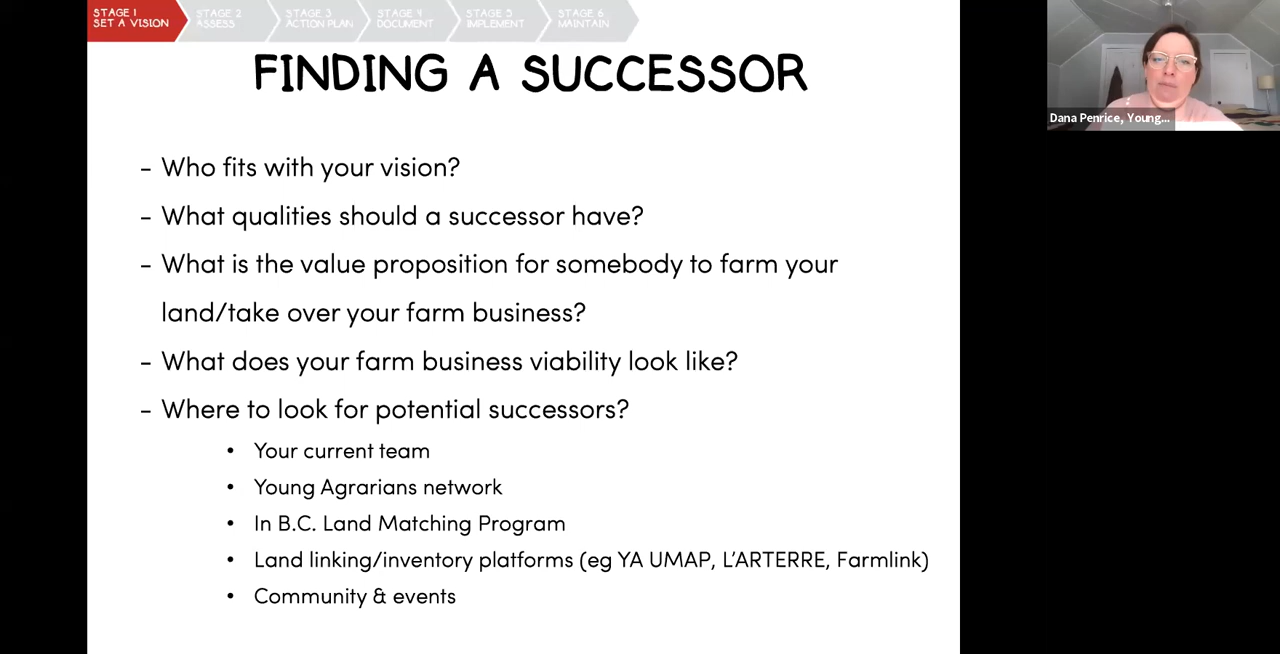 STAGE 1
SET A VISION
STAGE 2
ASSESS
STAGE 3
ACTION PLAN
STAGE 4
DOCUMENT
STAGE 5
IMPLEMENT
STAGE 6
MAINTAIN
FINDING A SUCCESSOR
- Who fits with your vision?
- What qualities should a successor have?
- What is the value proposition for somebody to farm your
land/take over your farm business?
- What does your farm business viability look like?
- Where to look for potential successors?
• Your current team
• Young Agrarians network
• In B.C. Land Matching Program
• Land linking/inventory platforms (eg YA UMAP, L'ARTERRE, Farmlink)
• Community & events
Dana Penrice, Young...